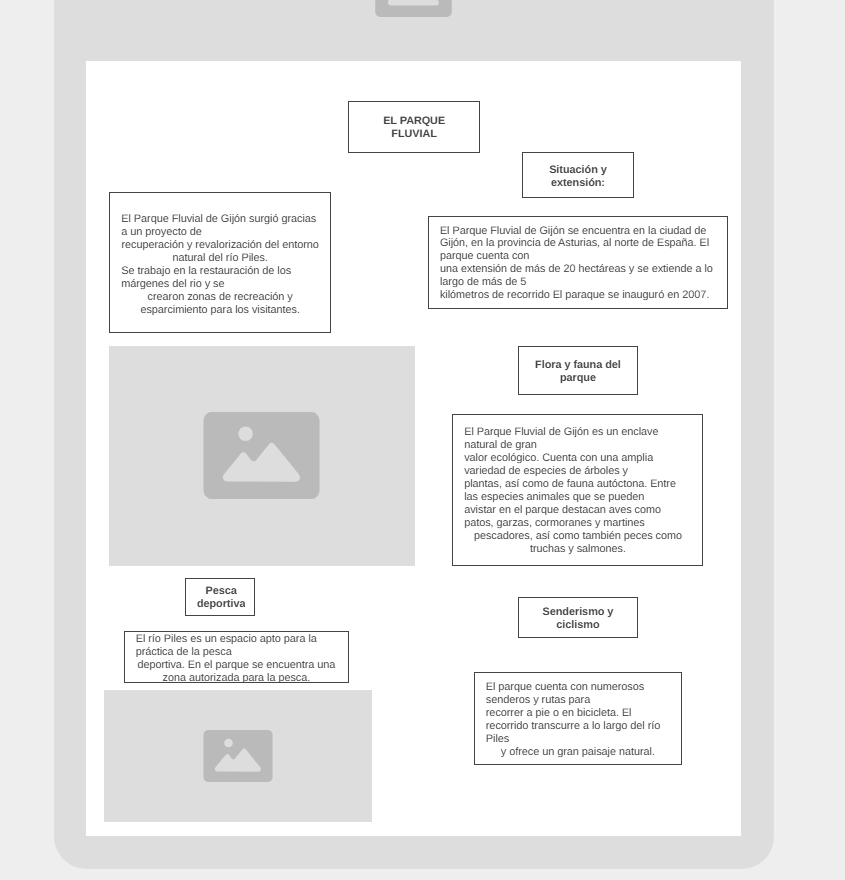 EL PARQUE
FLUVIAL
Situación y
extensión:
El Parque Fluvial de Gijón surgió gracias
a un proyecto de
recuperación y revalorización del entorno
natural del río Piles.
Se trabajo en la restauración de los
márgenes del rio y se
crearon zonas de recreación y
esparcimiento para los visitantes.
El Parque Fluvial de Gijón se encuentra en la ciudad de
Gijón, en la provincia de Asturias, al norte de España. El
parque cuenta con
una extensión de más de 20 hectáreas y se extiende a lo
largo de más de 5
kilómetros de recorrido El paraque se inauguró en 2007.
Flora y fauna del
parque
El Parque Fluvial de Gijón es un enclave
natural de gran
valor ecológico. Cuenta con una amplia
variedad de especies de árboles y
plantas, así como de fauna autóctona. Entre
las especies animales que se pueden
avistar en el parque destacan aves como
patos, garzas, cormoranes y martines
pescadores, así como también peces como
truchas y salmones.
Pesca
deportiva
El río Piles es un espacio apto para la
práctica de la pesca
deportiva. En el parque se encuentra una
zona autorizada para la pesca.
Senderismo y
ciclismo
El parque cuenta con numerosos
senderos y rutas para
recorrer a pie o en bicicleta. El
recorrido transcurre a lo largo del río
Piles
y ofrece un gran paisaje natural.